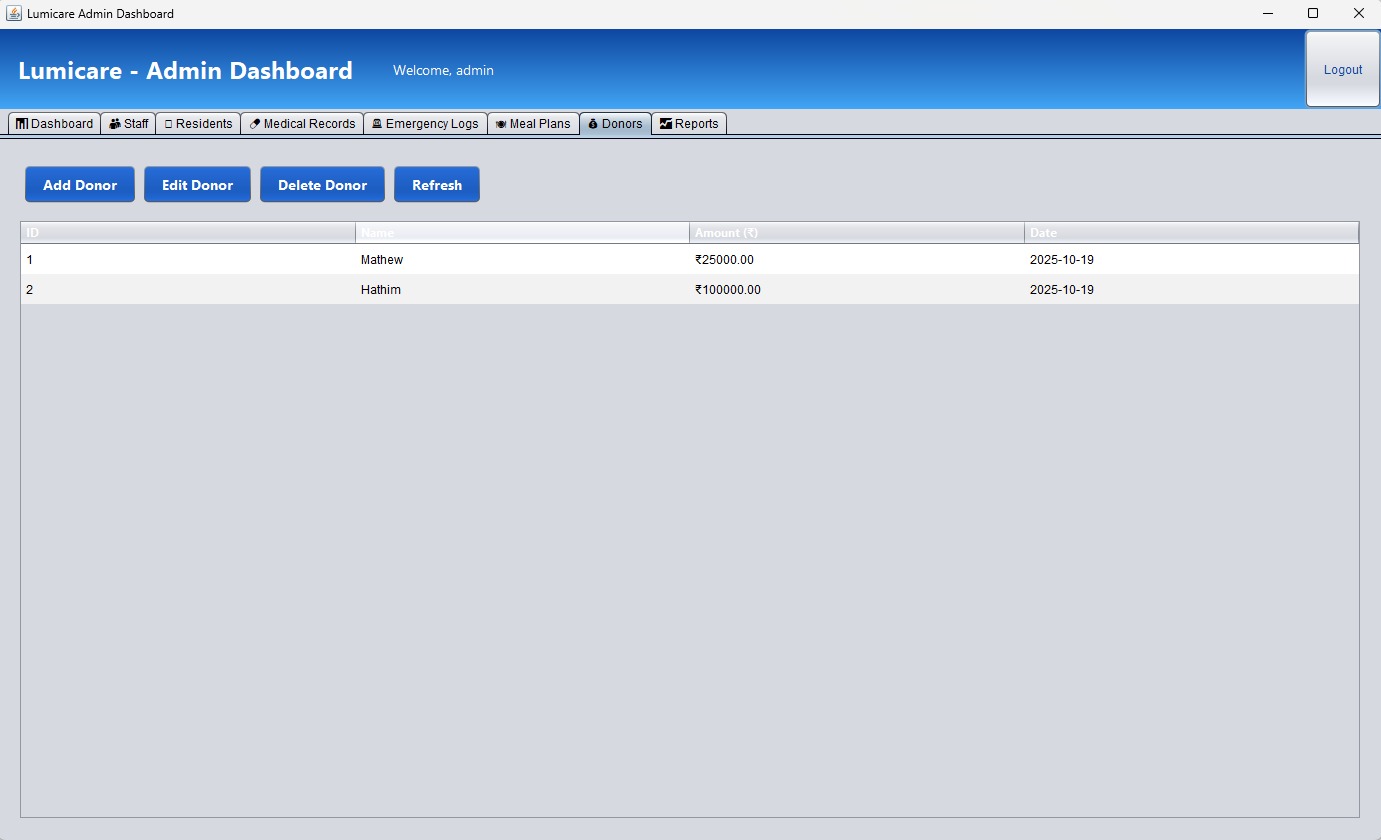 Lumicare Admin Dashboard
Lumicare - Admin Dashboard Welcome, admin Logout
Dashboard Staff Residents Medical Records Emergency Logs Meal Plans Donors Reports
Add Donor Edit Donor Delete Donor Refresh
ID Name Amount (₹) Date
1 Mathew ₹25000.00 2025-10-19
2 Hathim ₹100000.00 2025-10-19